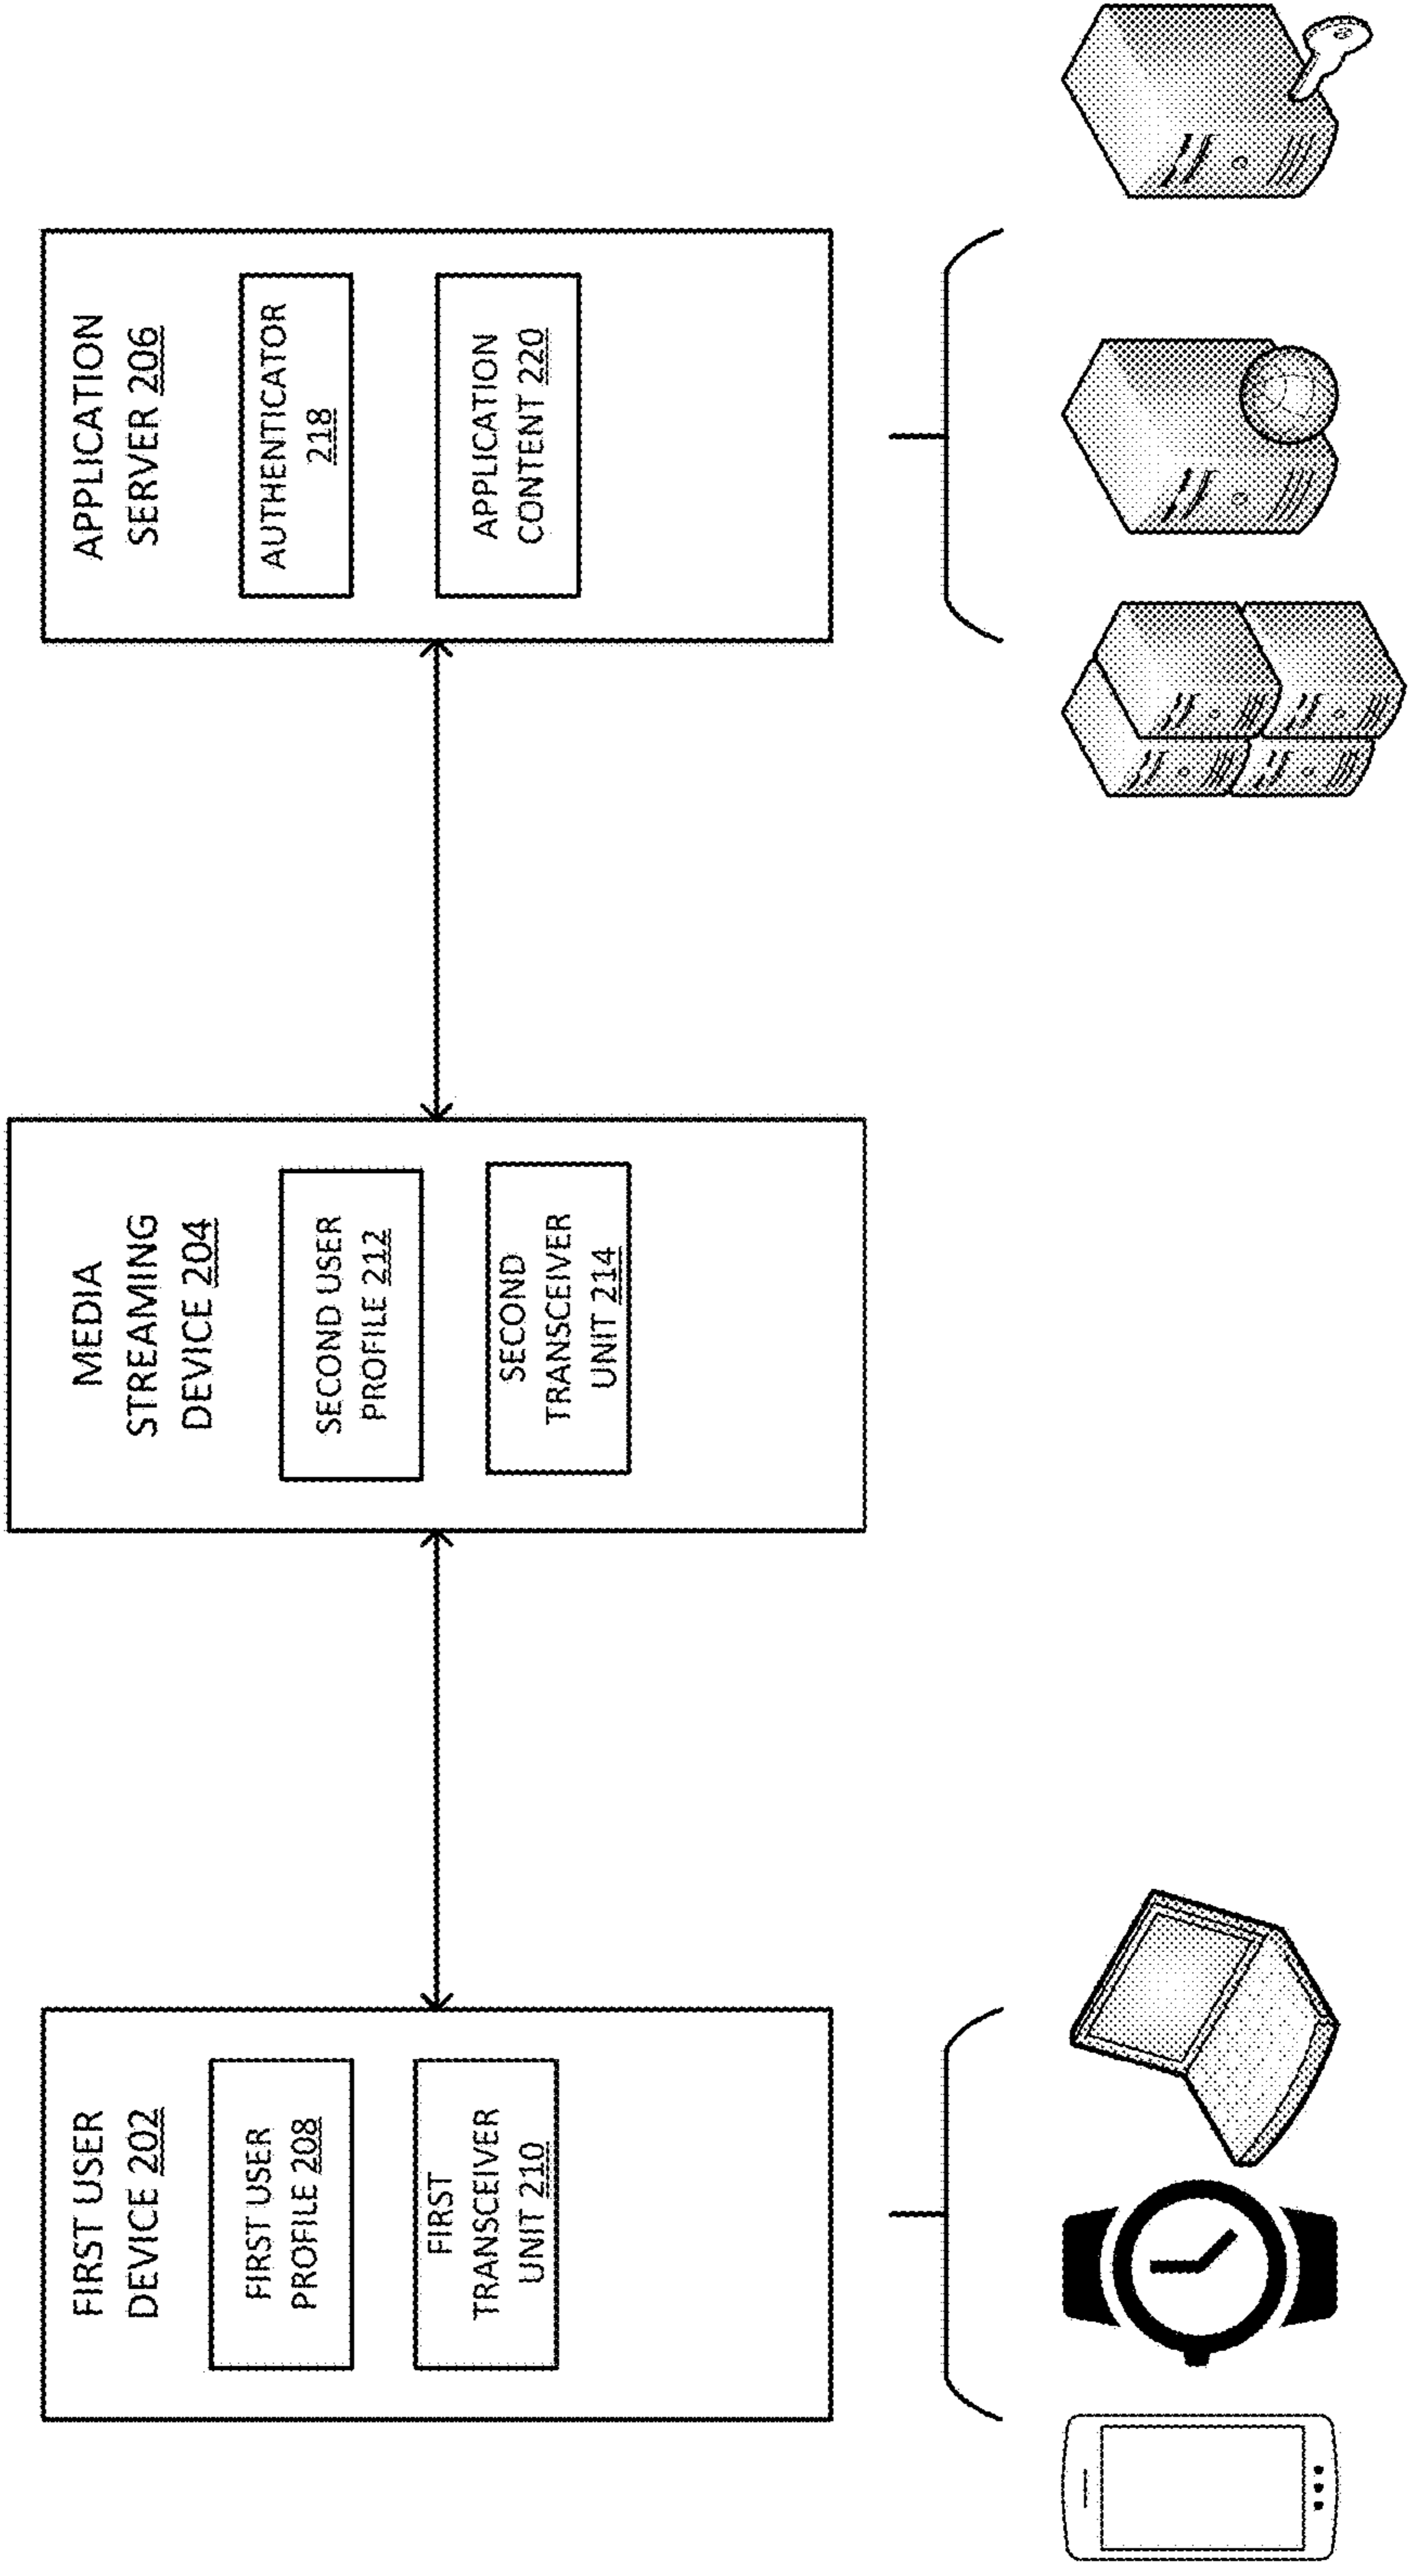 FIRST USER
DEVICE 202
FIRST USER
PROFILE 208
FIRST
TRANSCEIVER
UNIT 210
MEDIA
STREAMING
DEVICE 204
SECOND USER
PROFILE 212
SECOND
TRANSCEIVER
UNIT 214
APPLICATION
SERVER 206
AUTHENTICATOR
218
APPLICATION
CONTENT 220